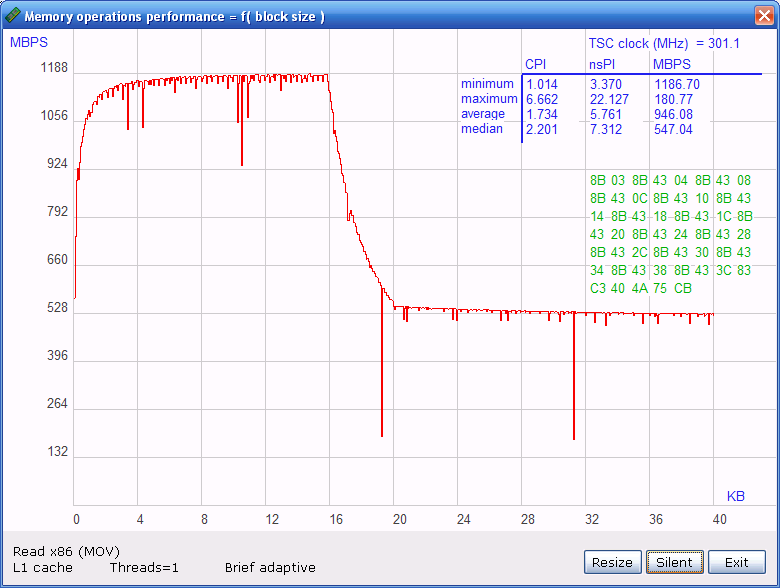 Memory operations performance = f( block size )
MBPS
TSC clock (MHz) = 301.1
CPI nsPI MBPS
minimum 1.014 3.370 1186.70
maximum 6.662 22.127 180.77
average 1.734 5.761 946.08
median 2.201 7.312 547.04
1188
1056
924
792
660
528
396
264
132
8B 03 8B 43 04 8B 43 08
8B 43 0C 8B 43 10 8B 43
14 8B 43 18 8B 43 1C 8B
43 20 8B 43 24 8B 43 28
8B 43 2C 8B 43 30 8B 43
34 8B 43 38 8B 43 3C 83
C3 40 4A 75 CB
KB
0 4 8 12 16 20 24 28 32 36 40
Read x86 (MOV)
L1 cache Threads=1 Brief adaptive
Resize Silent Exit